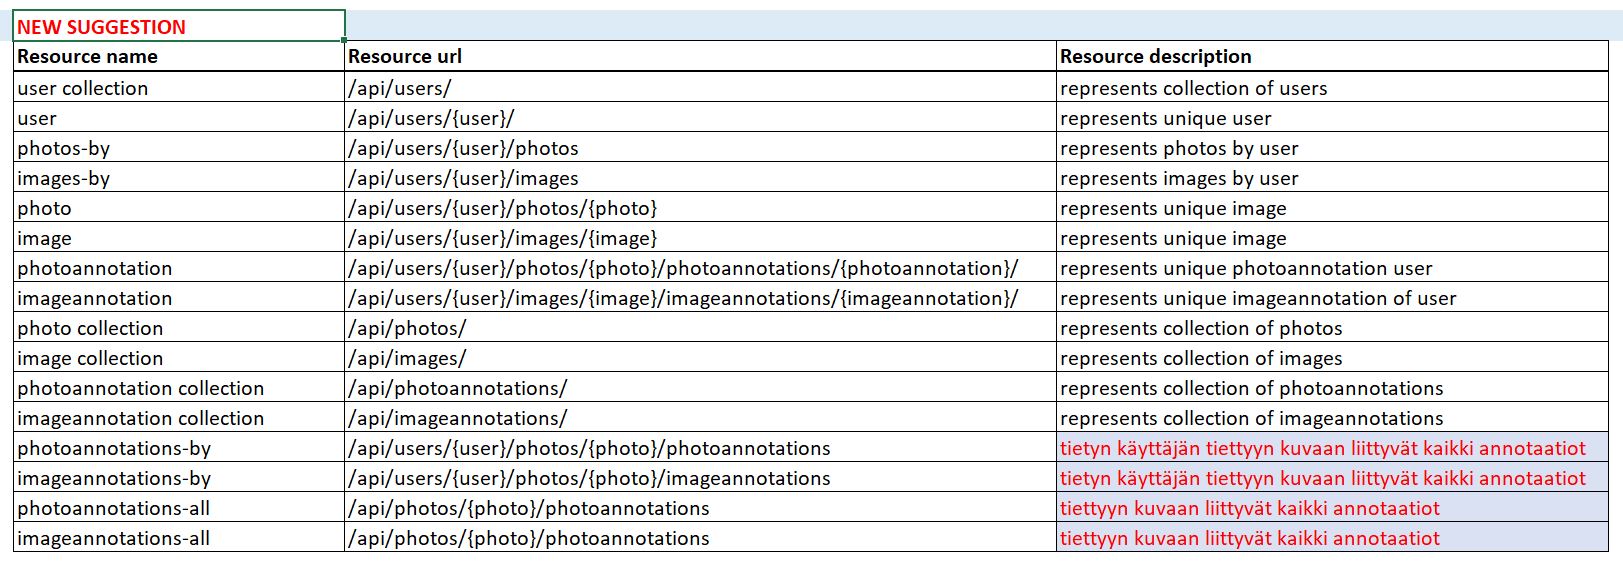 NEW SUGGESTION
Resource name Resource url Resource description
user collection /api/users/ represents collection of users
user /api/users/{user}/ represents unique user
photos-by /api/users/{user}/photos represents photos by user
images-by /api/users/{user}/images represents images by user
photo /api/users/{user}/photos/{photo} represents unique image
image /api/users/{user}/images/{image} represents unique image
photoannotation /api/users/{user}/photos/{photo}/photoannotations/{photoannotation}/ represents unique photoannotation user
imageannotation /api/users/{user}/images/{image}/imageannotations/{imageannotation}/ represents unique imageannotation of user
photo collection /api/photos/ represents collection of photos
image collection /api/images/ represents collection of images
photoannotation collection /api/photoannotations/ represents collection of photoannotations
imageannotation collection /api/imageannotations/ represents collection of imageannotations
photoannotations-by /api/users/{user}/photos/{photo}/photoannotations tietyn käyttäjän tiettyyn kuvaan liittyvät kaikki annotaatiot
imageannotations-by /api/users/{user}/photos/{photo}/imageannotations tietyn käyttäjän tiettyyn kuvaan liittyvät kaikki annotaatiot
photoannotations-all /api/photos/{photo}/photoannotations tiettyyn kuvaan liittyvät kaikki annotaatiot
imageannotations-all /api/photos/{photo}/photoannotations tiettyyn kuvaan liittyvät kaikki annotaatiot